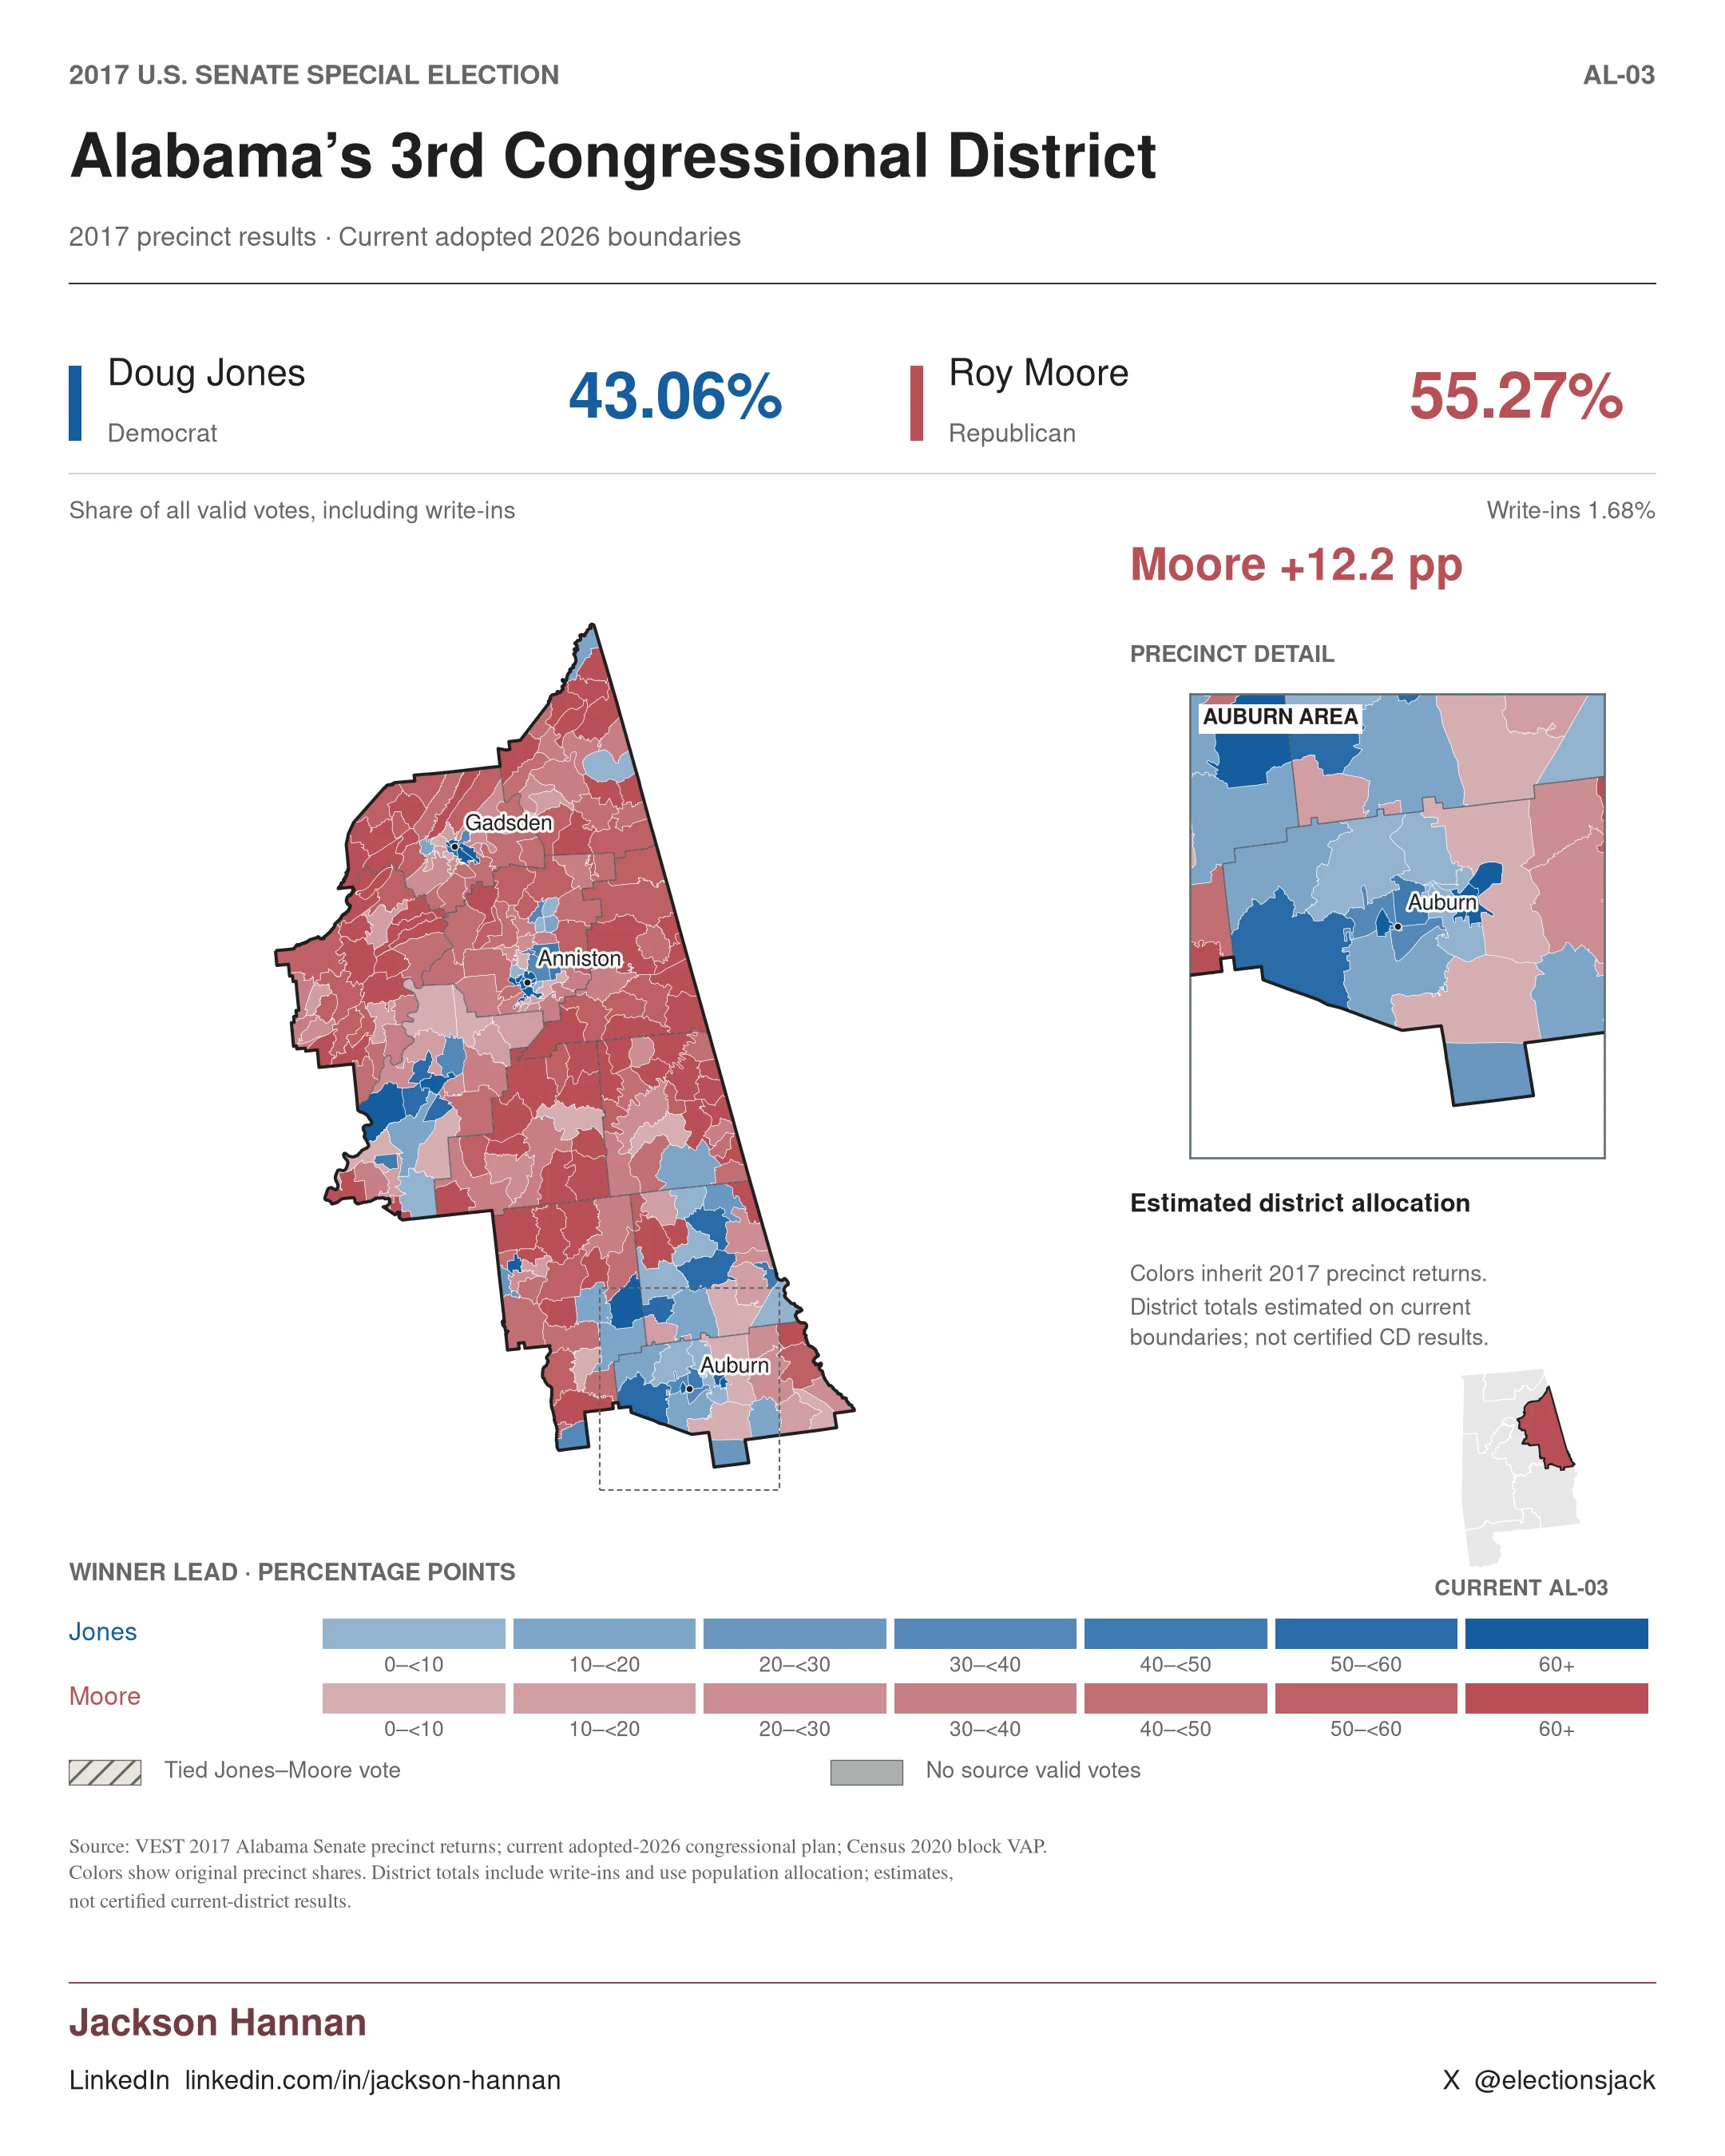 2017 U.S. SENATE SPECIAL ELECTION
AL-03
Alabama’s 3rd Congressional District
2017 precinct results · Current adopted 2026 boundaries
Doug Jones
Democrat
43.06%
Roy Moore
Republican
55.27%
Share of all valid votes, including write-ins
Write-ins 1.68%
Moore +12.2 pp
PRECINCT DETAIL
AUBURN AREA
Auburn
Gadsden
Anniston
Auburn
Estimated district allocation
Colors inherit 2017 precinct returns.
District totals estimated on current
boundaries; not certified CD results.
CURRENT AL-03
WINNER LEAD · PERCENTAGE POINTS
Jones
0–<10 10–<20 20–<30 30–<40 40–<50 50–<60 60+
Moore
0–<10 10–<20 20–<30 30–<40 40–<50 50–<60 60+
Tied Jones–Moore vote
No source valid votes
Source: VEST 2017 Alabama Senate precinct returns; current adopted-2026 congressional plan; Census 2020 block VAP.
Colors show original precinct shares. District totals include write-ins and use population allocation; estimates,
not certified current-district results.
Jackson Hannan
LinkedIn linkedin.com/in/jackson-hannan
X @electionsjack